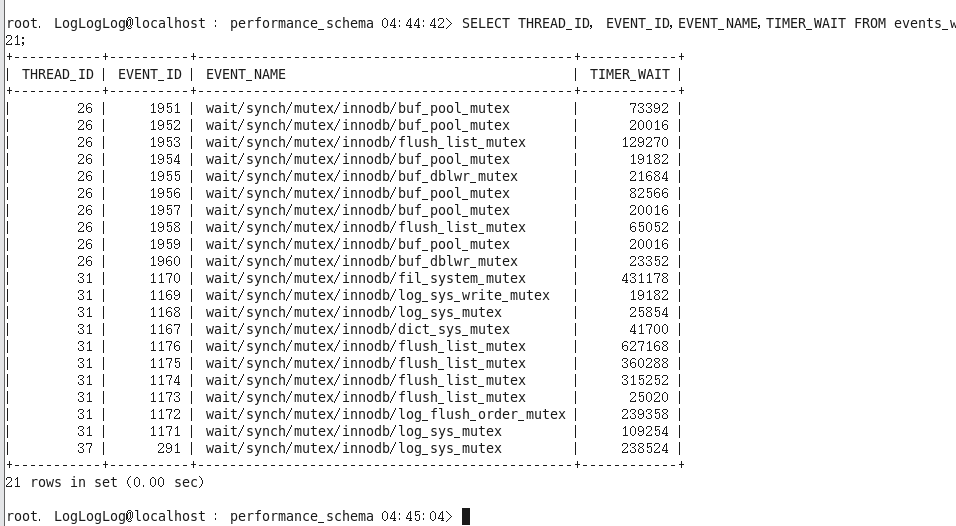 root. LogLogLog@localhost : performance_schema 04:44:42> SELECT THREAD_ID, EVENT_ID,EVENT_NAME,TIMER_WAIT FROM
21;
+-----------+----------+----------------------------------------------+------------+
| THREAD_ID | EVENT_ID | EVENT_NAME                                   | TIMER_WAIT |
+-----------+----------+----------------------------------------------+------------+
|        26 |     1951 | wait/synch/mutex/innodb/buf_pool_mutex       |      73392 |
|        26 |     1952 | wait/synch/mutex/innodb/buf_pool_mutex       |      20016 |
|        26 |     1953 | wait/synch/mutex/innodb/flush_list_mutex     |     129270 |
|        26 |     1954 | wait/synch/mutex/innodb/buf_pool_mutex       |      19182 |
|        26 |     1955 | wait/synch/mutex/innodb/buf_dblwr_mutex      |      21684 |
|        26 |     1956 | wait/synch/mutex/innodb/buf_pool_mutex       |      82566 |
|        26 |     1957 | wait/synch/mutex/innodb/buf_pool_mutex       |      20016 |
|        26 |     1958 | wait/synch/mutex/innodb/flush_list_mutex     |      65052 |
|        26 |     1959 | wait/synch/mutex/innodb/buf_pool_mutex       |      20016 |
|        26 |     1960 | wait/synch/mutex/innodb/buf_dblwr_mutex      |      23352 |
|        31 |     1170 | wait/synch/mutex/innodb/fil_system_mutex     |     431178 |
|        31 |     1169 | wait/synch/mutex/innodb/log_sys_write_mutex  |      19182 |
|        31 |     1168 | wait/synch/mutex/innodb/log_sys_mutex        |      25854 |
|        31 |     1167 | wait/synch/mutex/innodb/dict_sys_mutex       |      41700 |
|        31 |     1176 | wait/synch/mutex/innodb/flush_list_mutex     |     627168 |
|        31 |     1175 | wait/synch/mutex/innodb/flush_list_mutex     |     360288 |
|        31 |     1174 | wait/synch/mutex/innodb/flush_list_mutex     |     315252 |
|        31 |     1173 | wait/synch/mutex/innodb/flush_list_mutex     |      25020 |
|        31 |     1172 | wait/synch/mutex/innodb/log_flush_order_mutex |     239358 |
|        31 |     1171 | wait/synch/mutex/innodb/log_sys_mutex        |     109254 |
|        37 |      291 | wait/synch/mutex/innodb/log_sys_mutex        |     238524 |
+-----------+----------+----------------------------------------------+------------+
21 rows in set (0.00 sec)
root. LogLogLog@localhost : performance_schema 04:45:04>